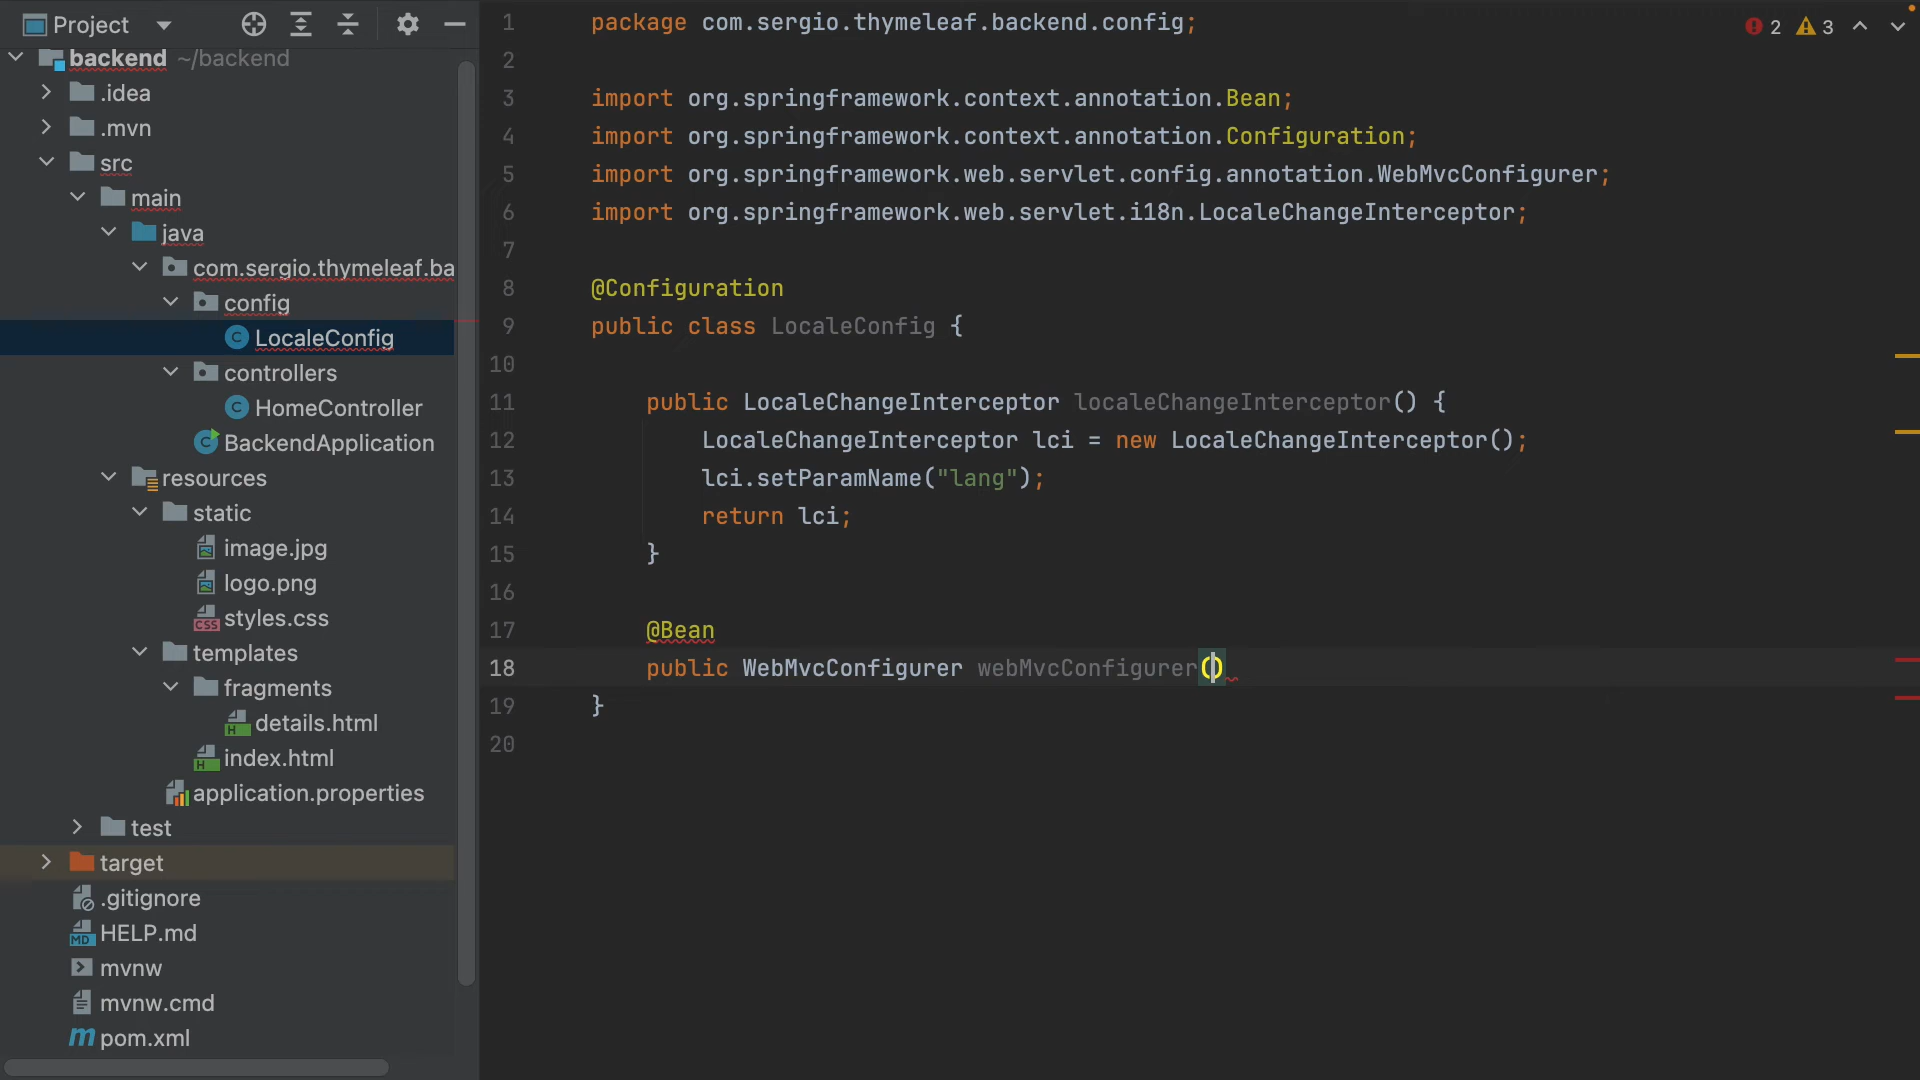 Project
backend ~/backend
.idea
.mvn
src
main
java
com.sergio.thymeleaf.ba
config
LocaleConfig
controllers
HomeController
BackendApplication
resources
static
image.jpg
logo.png
styles.css
templates
fragments
details.html
index.html
application.properties
test
target
.gitignore
HELP.md
mvnw
mvnw.cmd
pom.xml
2 3
1 package com.sergio.thymeleaf.backend.config;
2
3 import org.springframework.context.annotation.Bean;
4 import org.springframework.context.annotation.Configuration;
5 import org.springframework.web.servlet.config.annotation.WebMvcConfigurer;
6 import org.springframework.web.servlet.i18n.LocaleChangeInterceptor;
7
8 @Configuration
9 public class LocaleConfig {
10
11 public LocaleChangeInterceptor localeChangeInterceptor() {
12 LocaleChangeInterceptor lci = new LocaleChangeInterceptor();
13 lci.setParamName("lang");
14 return lci;
15 }
16
17 @Bean
18 public WebMvcConfigurer webMvcConfigurer()
19 }
20